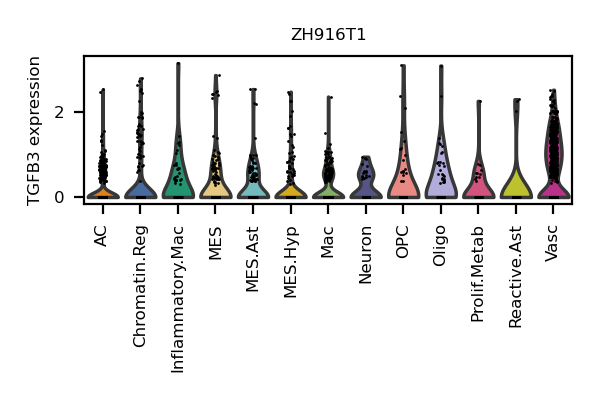 ZH916T1
TGFB3 expression
2
0
AC
Chromatin.Reg
Inflammatory.Mac
MES
MES.Ast
MES.Hyp
Mac
Neuron
OPC
Oligo
Prolif.Metab
Reactive.Ast
Vasc